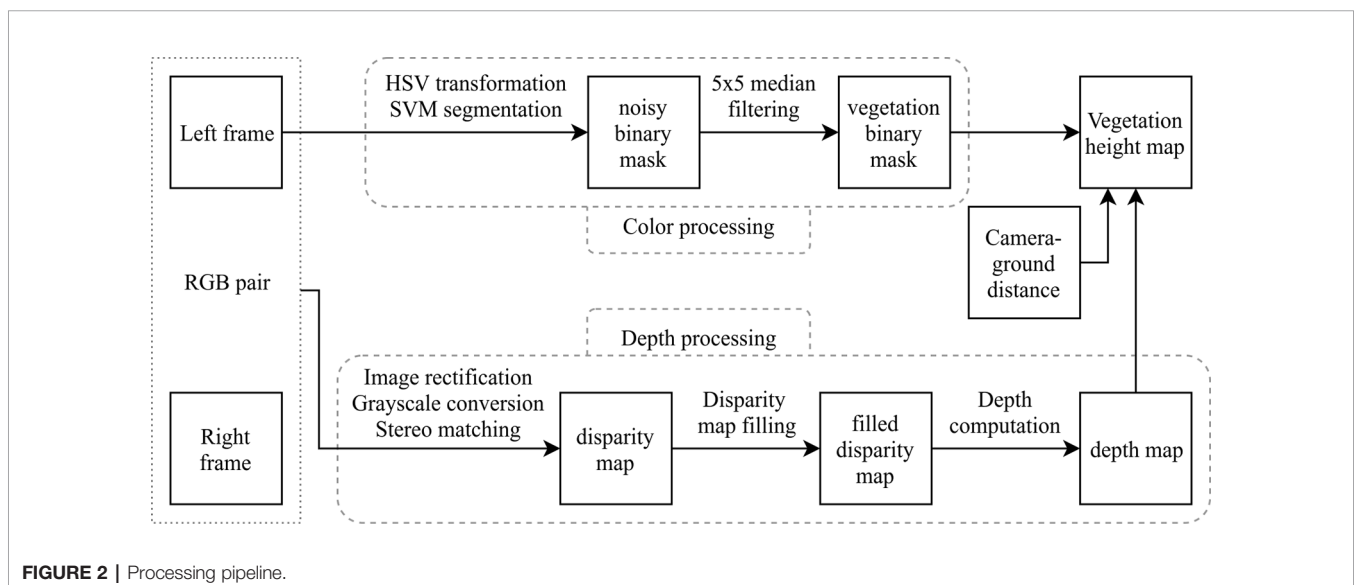 Left frame
HSV transformation
SVM segmentation
noisy
binary
mask
5x5 median
filtering
vegetation
binary
mask
Vegetation
height map
Color processing
Camera-
ground
distance
RGB pair
Depth processing
Right
frame
Image rectification
Grayscale conversion
Stereo matching
disparity
map
Disparity
map filling
filled
disparity
map
Depth
computation
depth map
FIGURE 2 | Processing pipeline.